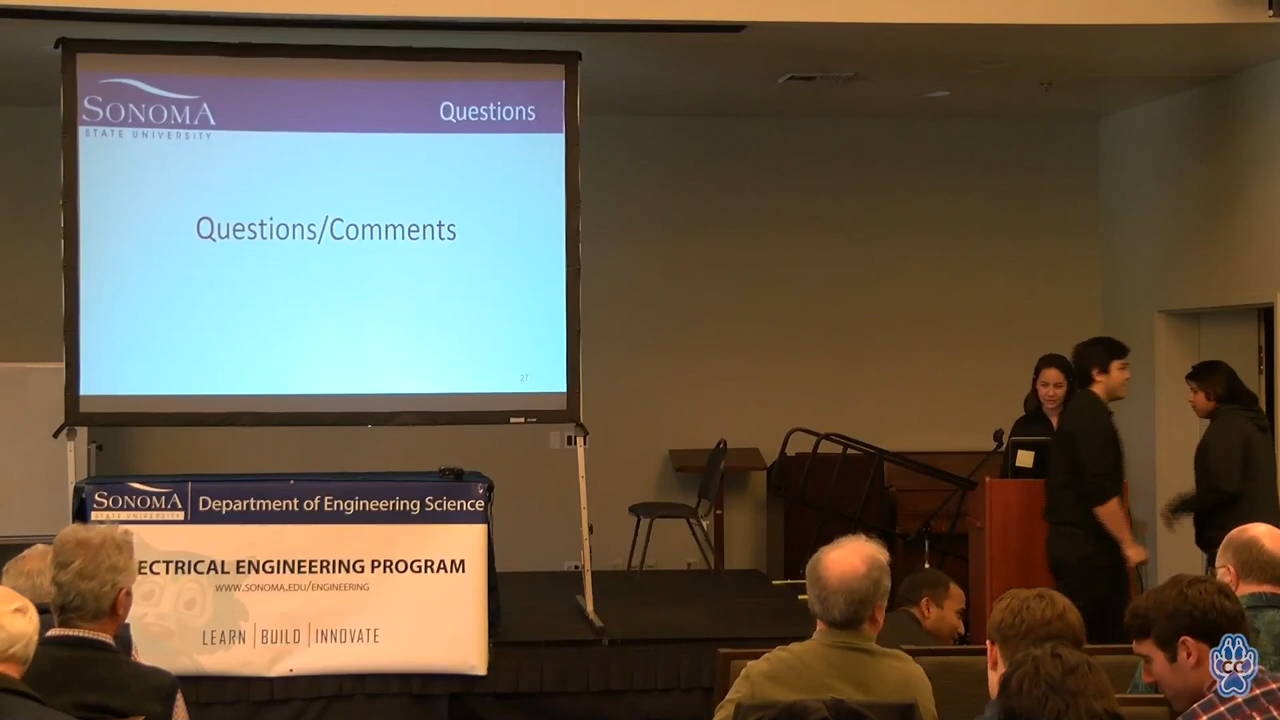 SONOMA
STATE UNIVERSITY
Questions
Questions/Comments
27
SONOMA
STATE UNIVERSITY
Department of Engineering Science
ECTRICAL ENGINEERING PROGRAM
WWW.SONOMA.EDU/ENGINEERING
LEARN | BUILD | INNOVATE
CC